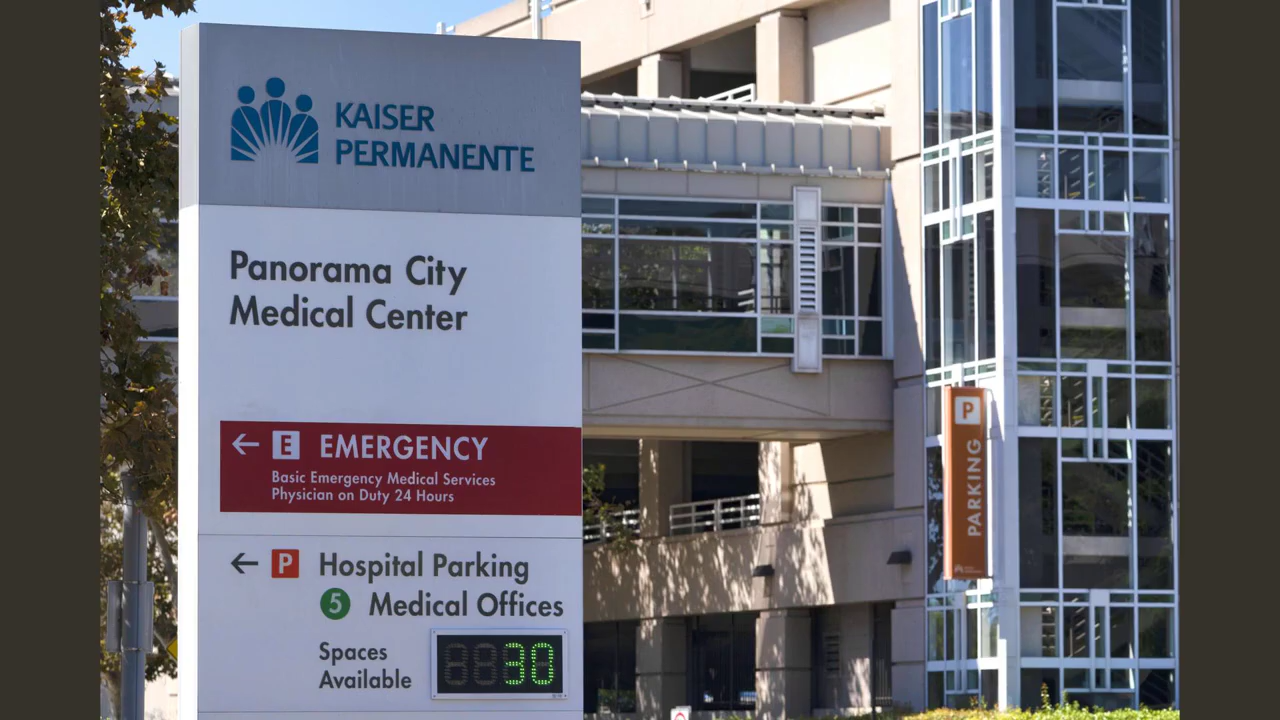 KAISER
PERMANENTE
Panorama City
Medical Center
E EMERGENCY
Basic Emergency Medical Services
Physician on Duty 24 Hours
P Hospital Parking
5 Medical Offices
Spaces
Available
30
P
PARKING